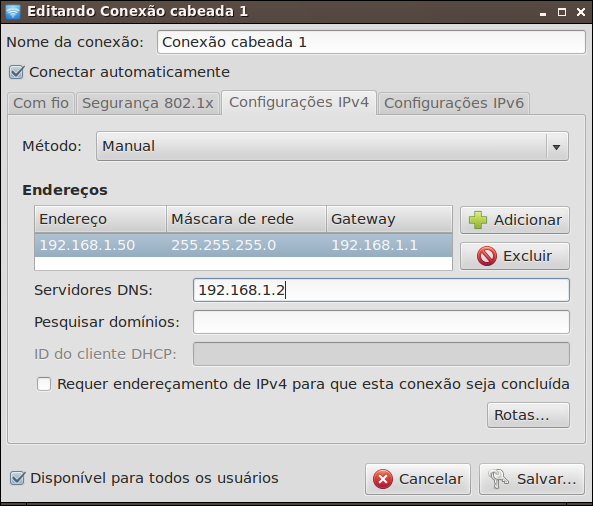 Editando Conexão cabeada 1
Nome da conexão: Conexão cabeada 1
Conectar automaticamente
Com fio Segurança 802.1x Configurações IPv4 Configurações IPv6
Método: Manual
Endereços
Endereço Máscara de rede Gateway
192.168.1.50 255.255.255.0 192.168.1.1
Adicionar
Excluir
Servidores DNS: 192.168.1.2
Pesquisar domínios:
ID do cliente DHCP:
Requer endereçamento de IPv4 para que esta conexão seja concluída
Rotas...
Disponível para todos os usuários Cancelar Salvar...